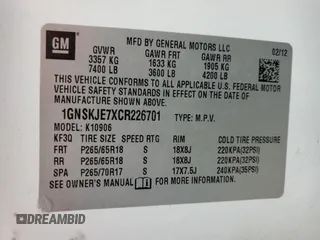 GM
MFD BY GENERAL MOTORS LLC
02/12
GVWR GAWR FRT GAWR RR
3357 KG 1633 KG 1905 KG
7400 LB 3600 LB 4200 LB
THIS VEHICLE CONFORMS TO ALL APPLICABLE U.S. FEDERAL MOTOR
VEHICLE SAFETY STANDARDS IN EFFECT ON THE DATE OF
MANUFACTURE SHOWN ABOVE.
1GNSKJE7XCR226701 TYPE: M.P.V.
MODEL: K10906
KF3Q TIRE SIZE SPEED RTG RIM COLD TIRE PRESSURE
FRT P265/65R18 S 18X8J 220KPA(32PSI)
RR P265/65R18 S 18X8J 220KPA(32PSI)
SPA P265/70R17 S 17X7.5J 240KPA(35PSI)
SEE OWNER'S MANUAL FOR MORE INFORMATION.
DREAMBID